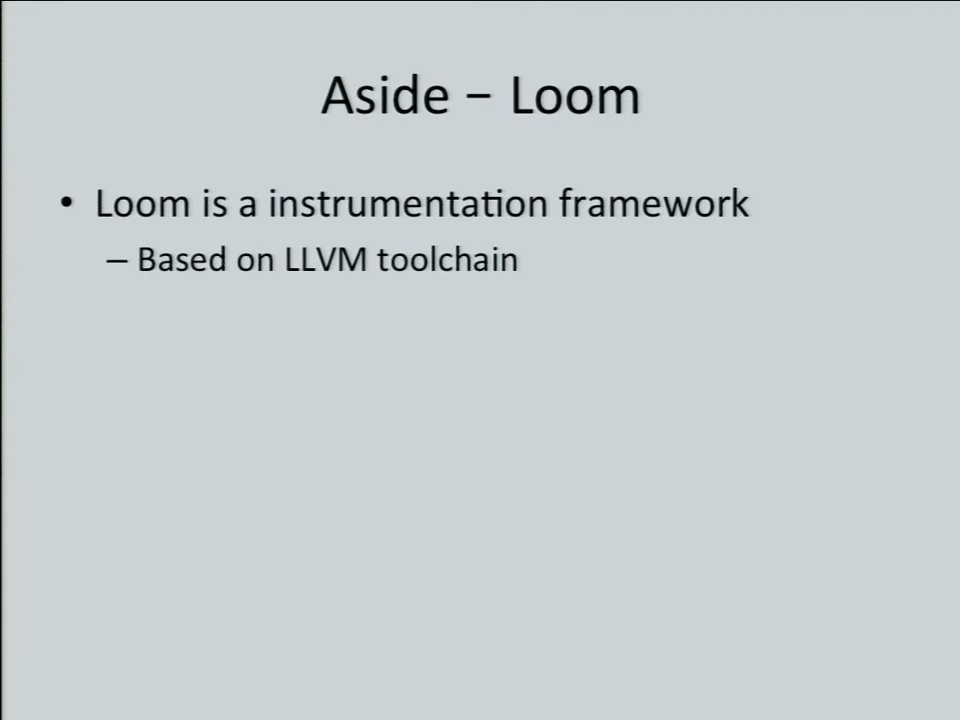 Aside – Loom
• Loom is a instrumentation framework
– Based on LLVM toolchain